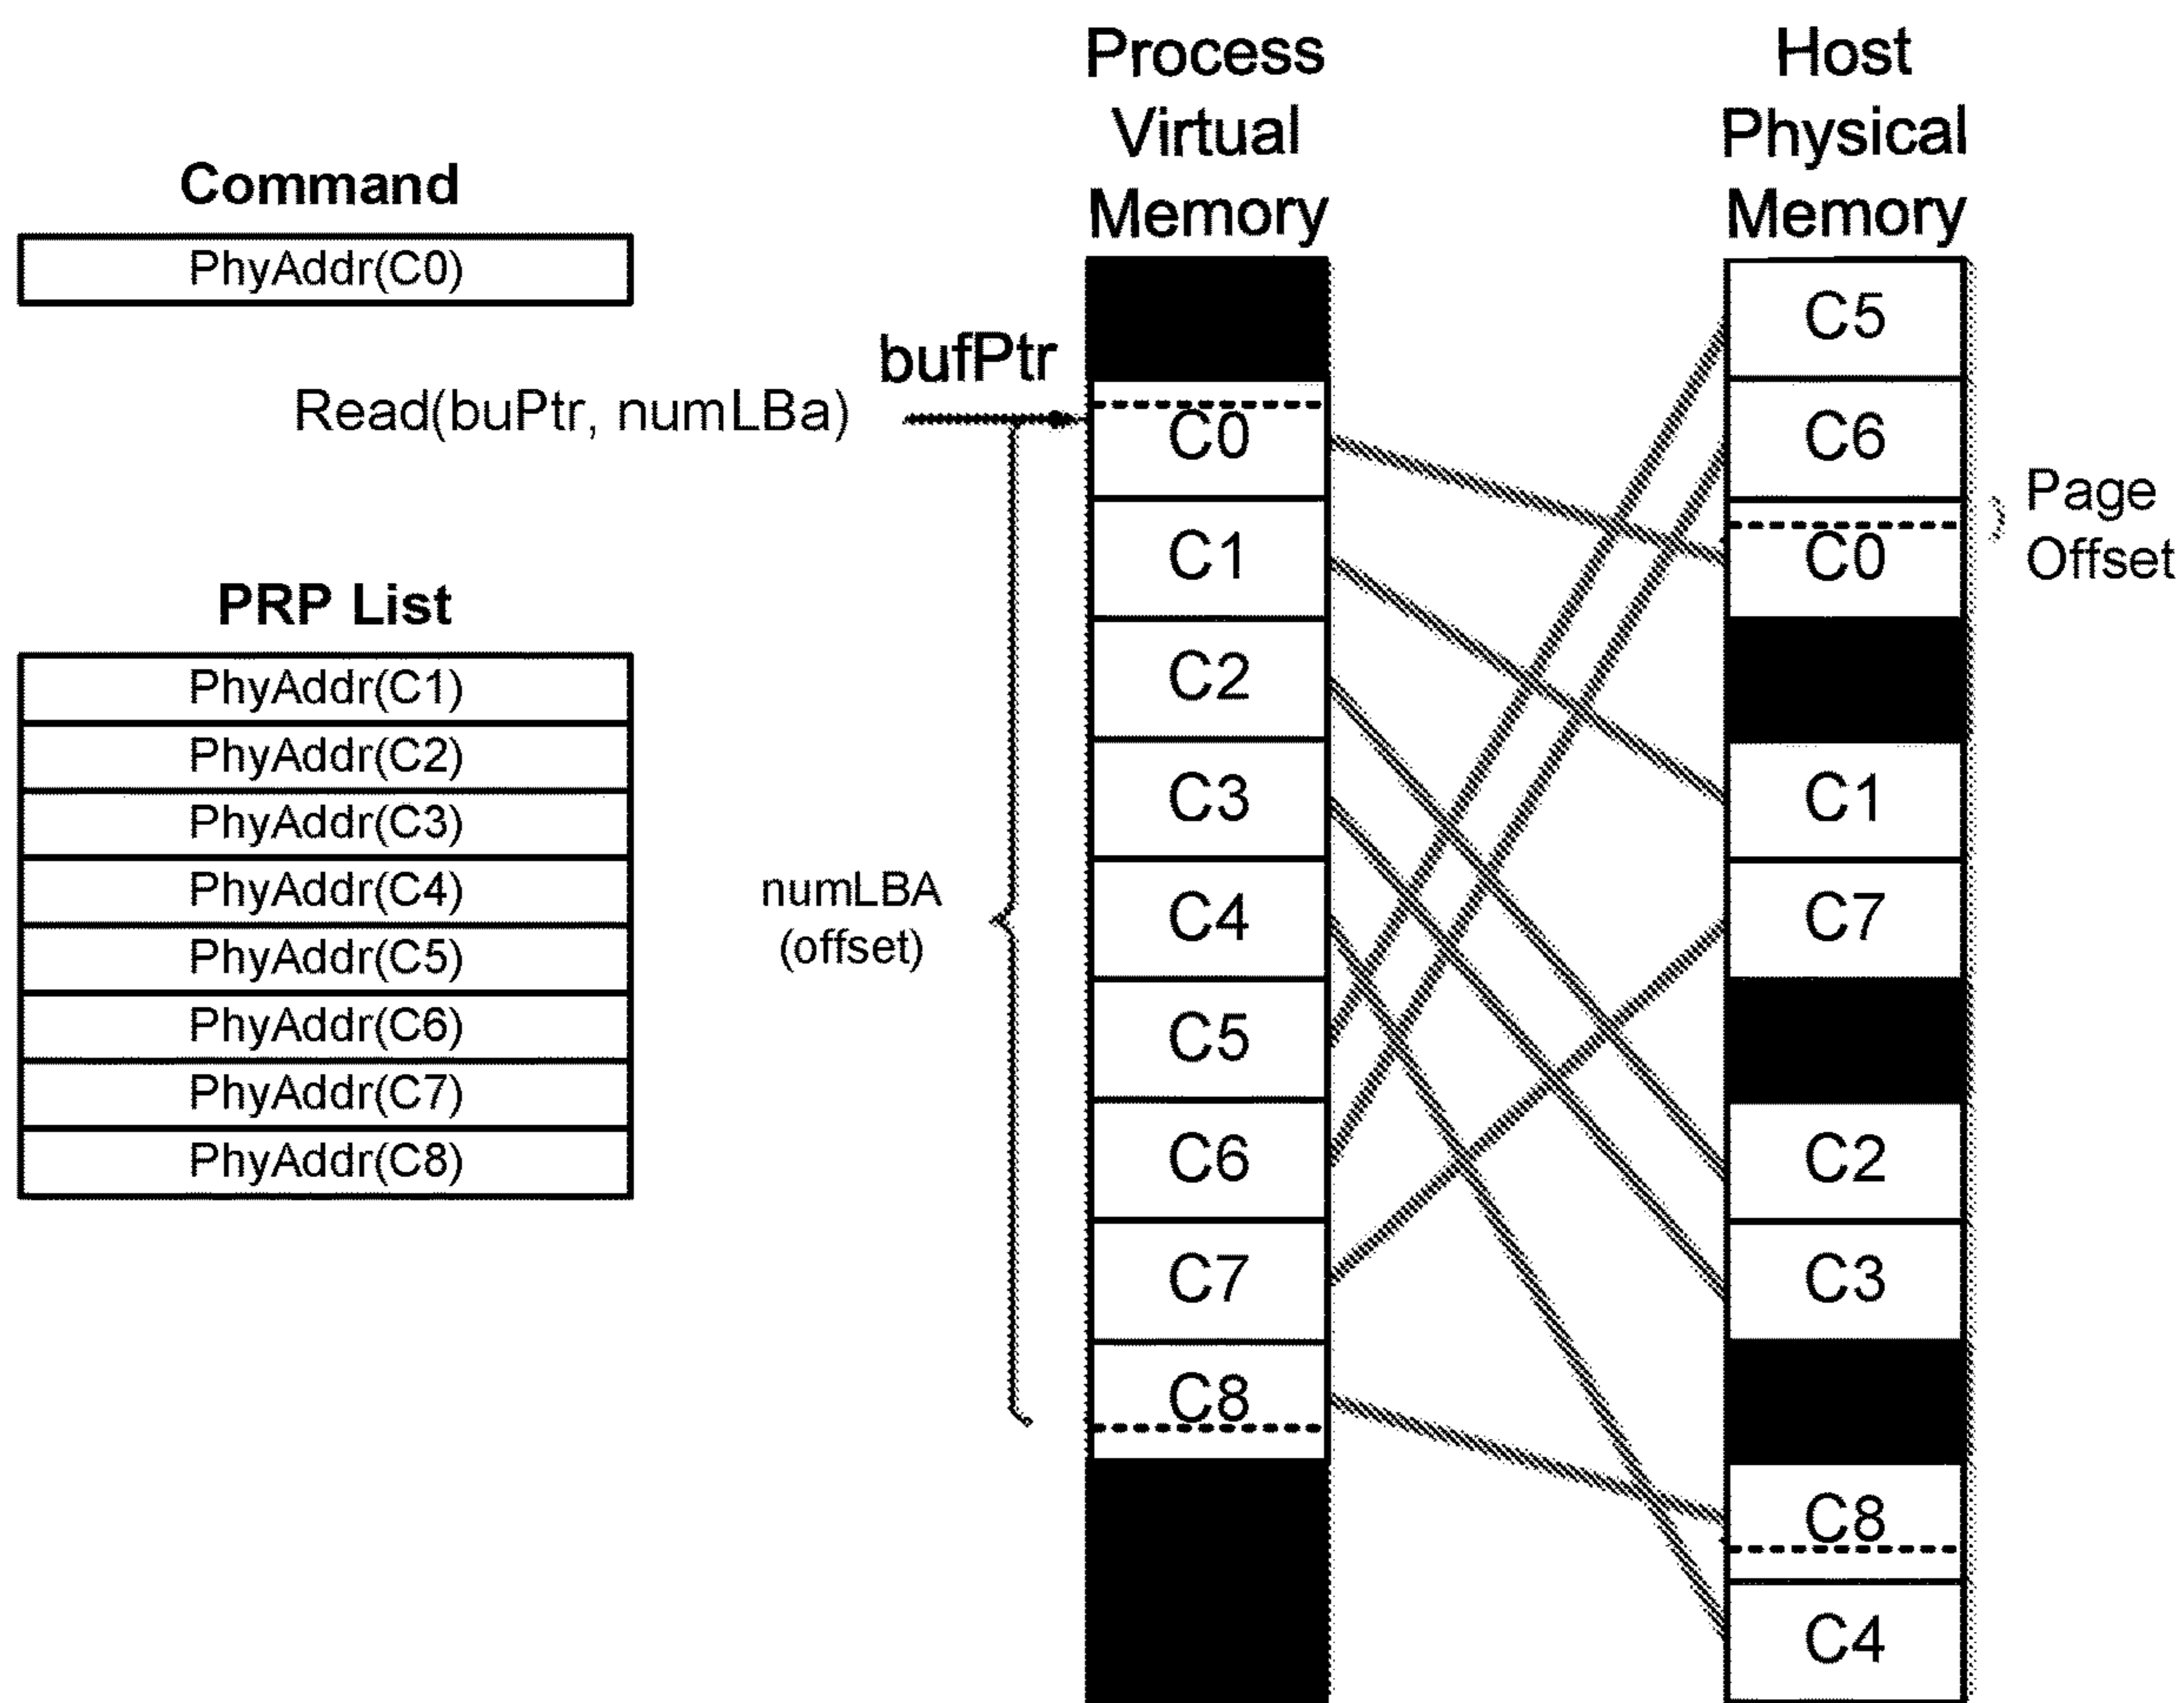 Command
PhyAddr(C0)
bufPtr
Read(buPtr, numLBa)
PRP List
PhyAddr(C1)
PhyAddr(C2)
PhyAddr(C3)
PhyAddr(C4)
PhyAddr(C5)
PhyAddr(C6)
PhyAddr(C7)
PhyAddr(C8)
numLBA
(offset)
Process
Virtual
Memory
C0
C1
C2
C3
C4
C5
C6
C7
C8
Host
Physical
Memory
C5
C6
C0
C1
C7
C2
C3
C8
C4
Page
Offset